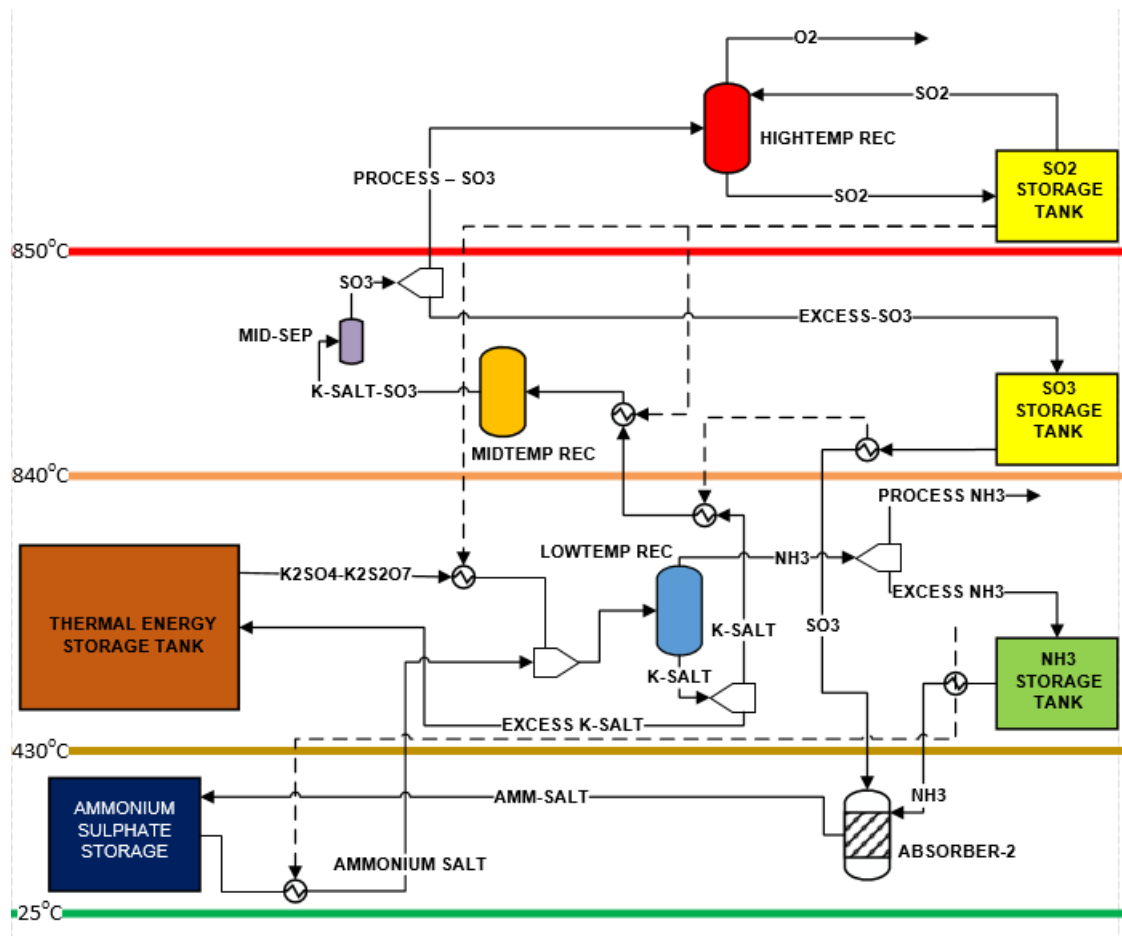 O2
SO2
HIGHTEMP REC
SO2
STORAGE
TANK
PROCESS – SO3
SO2
850°C
SO3
MID-SEP
EXCESS-SO3
K-SALT-SO3
SO3
STORAGE
TANK
MIDTEMP REC
840°C
PROCESS NH3
LOWTEMP REC
NH3
K2SO4-K2S2O7
EXCESS NH3
THERMAL ENERGY
STORAGE TANK
K-SALT
SO3
K-SALT
NH3
STORAGE
TANK
EXCESS K-SALT
430°C
AMMONIUM
SULPHATE
STORAGE
AMM-SALT
NH3
ABSORBER-2
AMMONIUM SALT
25°C